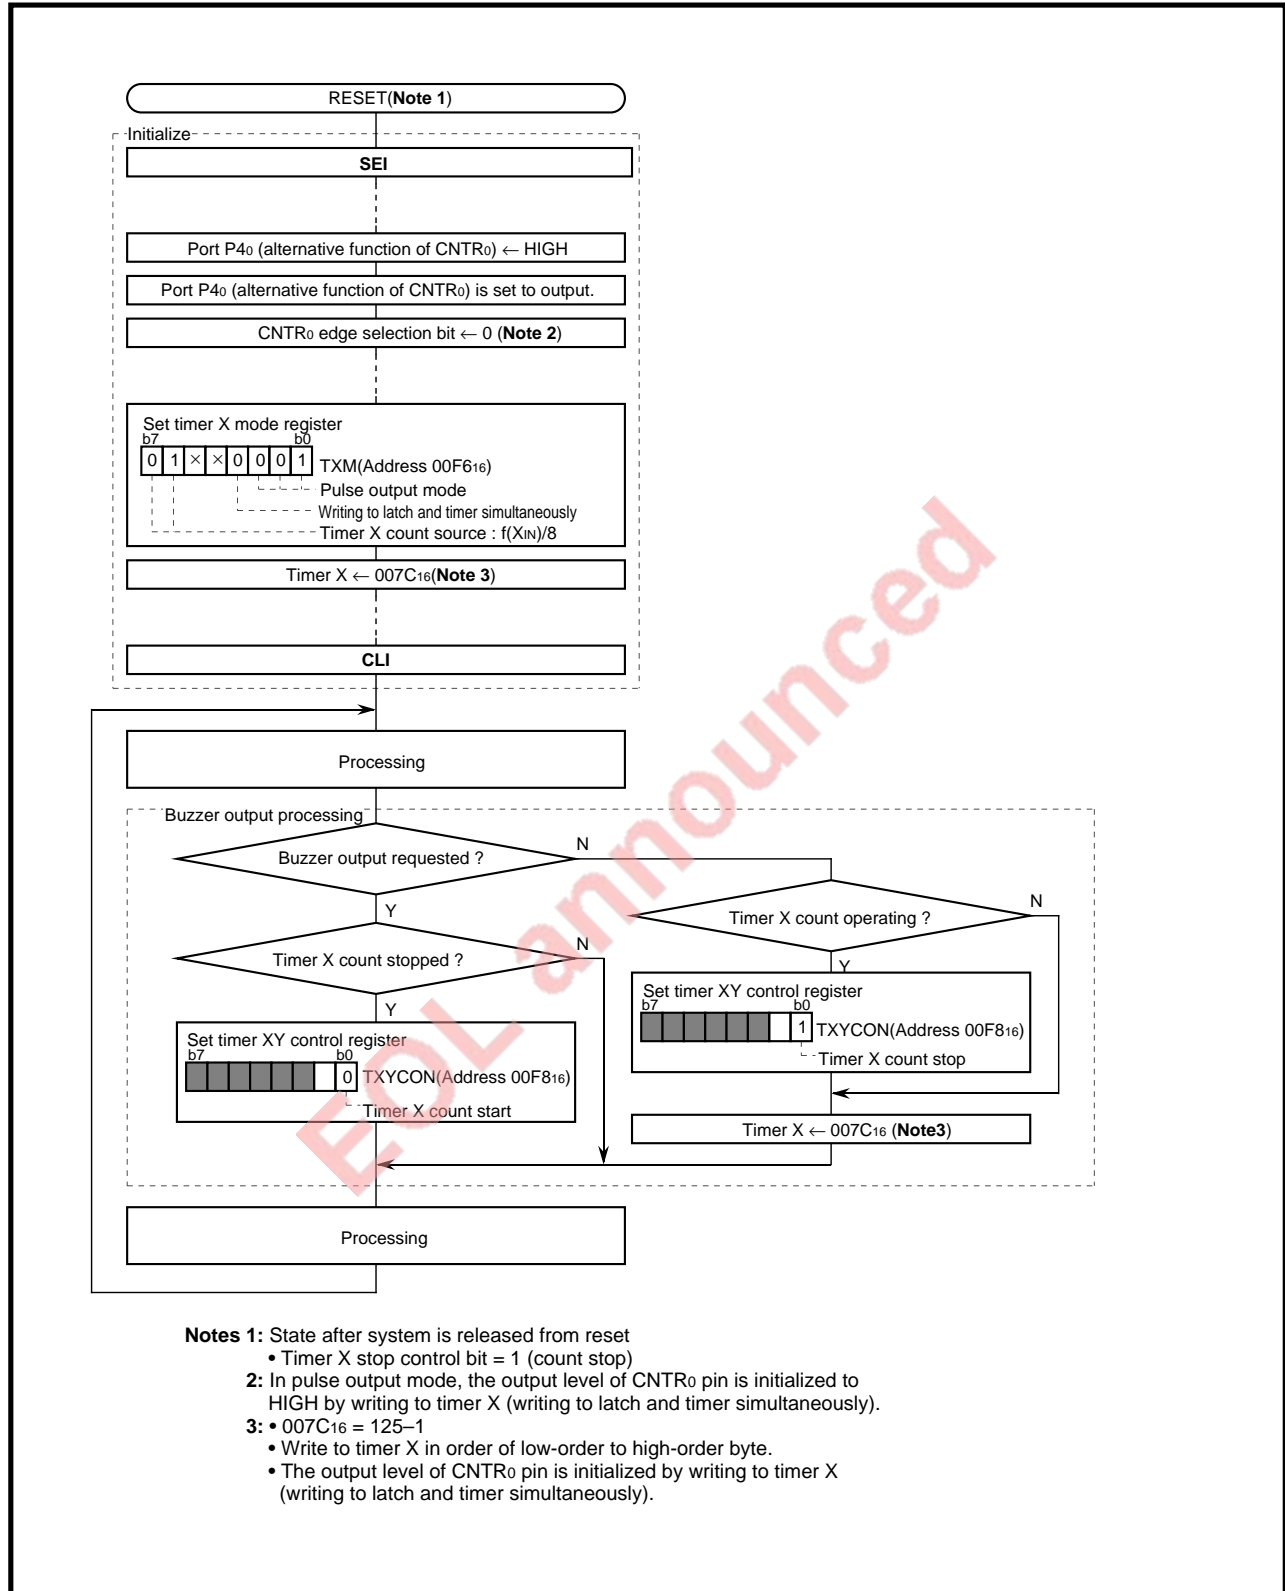 RESET(Note 1)
Initialize
SEI
Port P40 (alternative function of CNTR0) ← HIGH
Port P40 (alternative function of CNTR0) is set to output.
CNTR0 edge selection bit ← 0 (Note 2)
Set timer X mode register
b7 b0
0 1 × × 0 0 0 1 TXM(Address 00F616)
Pulse output mode
Writing to latch and timer simultaneously
Timer X count source : f(XIN)/8
Timer X ← 007C16(Note 3)
CLI
Processing
Buzzer output processing
Buzzer output requested ?
N
Y
Timer X count operating ?
N
Y
Timer X count stopped ?
N
Y
Set timer XY control register
b7 b0
1 TXYCON(Address 00F816)
Timer X count stop
Set timer XY control register
b7 b0
0 TXYCON(Address 00F816)
Timer X count start
Timer X ← 007C16 (Note3)
Processing
Notes 1: State after system is released from reset
• Timer X stop control bit = 1 (count stop)
2: In pulse output mode, the output level of CNTR0 pin is initialized to
HIGH by writing to timer X (writing to latch and timer simultaneously).
3: • 007C16 = 125–1
• Write to timer X in order of low-order to high-order byte.
• The output level of CNTR0 pin is initialized by writing to timer X
(writing to latch and timer simultaneously).
EOL announced